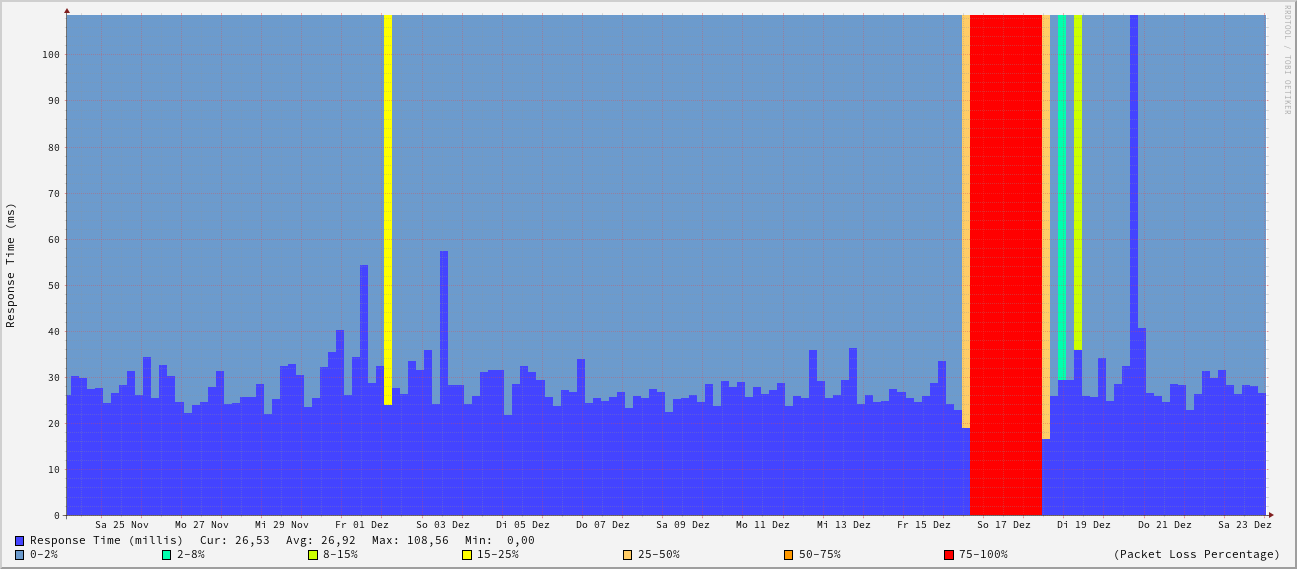 RRDTOOL / TOBI OETIKER
Response Time (ms)
100
90
80
70
60
50
40
30
20
10
0
Sa 25 Nov Mo 27 Nov Mi 29 Nov Fr 01 Dez So 03 Dez Di 05 Dez Do 07 Dez Sa 09 Dez Mo 11 Dez Mi 13 Dez Fr 15 Dez So 17 Dez Di 19 Dez Do 21 Dez Sa 23 Dez
Response Time (millis) Cur: 26,53 Avg: 26,92 Max: 108,56 Min: 0,00
0-2% 2-8% 8-15% 15-25% 25-50% 50-75% 75-100% (Packet Loss Percentage)